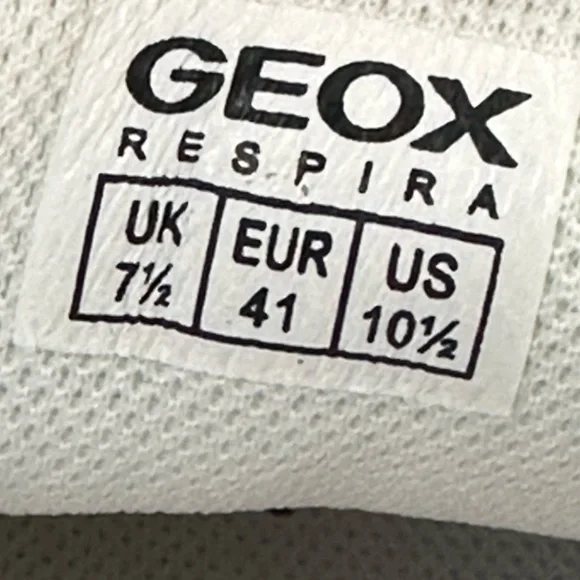 GEOX
RESPIRA
UK EUR US
7½ 41 10½